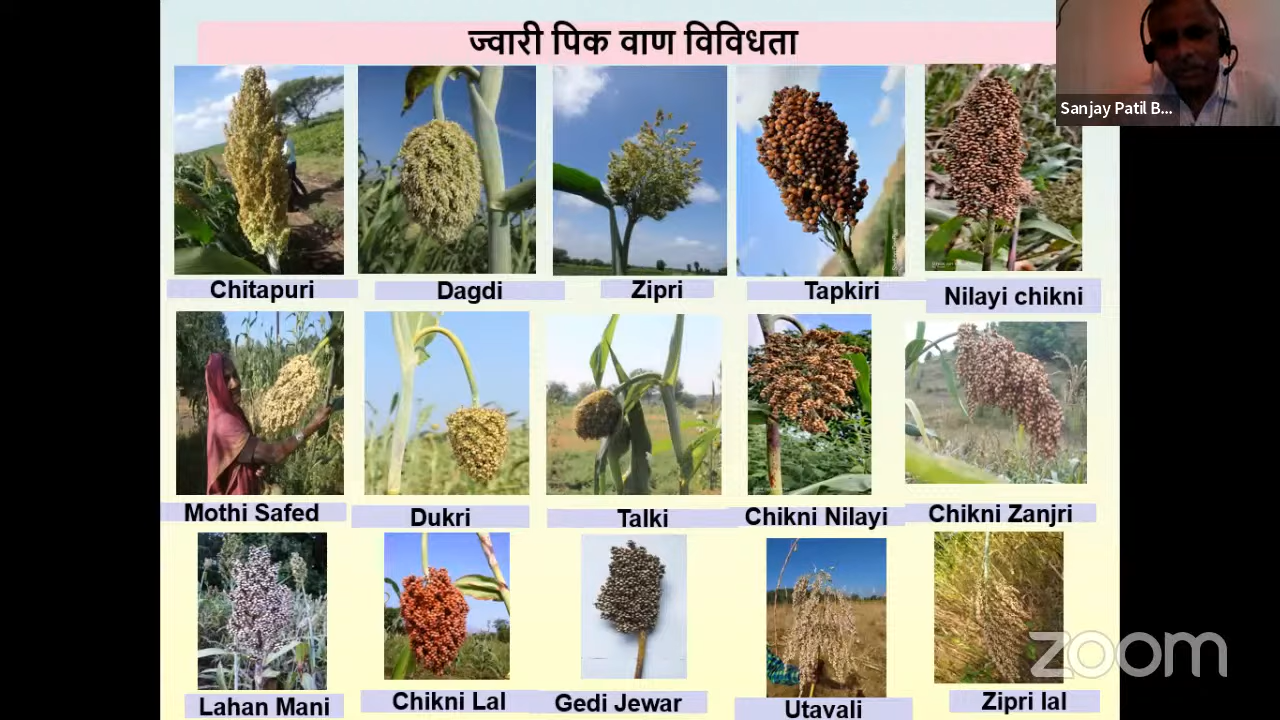 ज्वारी पिक वाण विविधता
Sanjay Patil B...
Chitapuri
Dagdi
Zipri
Tapkiri
Nilayi chikni
Mothi Safed
Dukri
Talki
Chikni Nilayi
Chikni Zanjri
Lahan Mani
Chikni Lal
Gedi Jewar
Utavali
Zipri lal
zoom